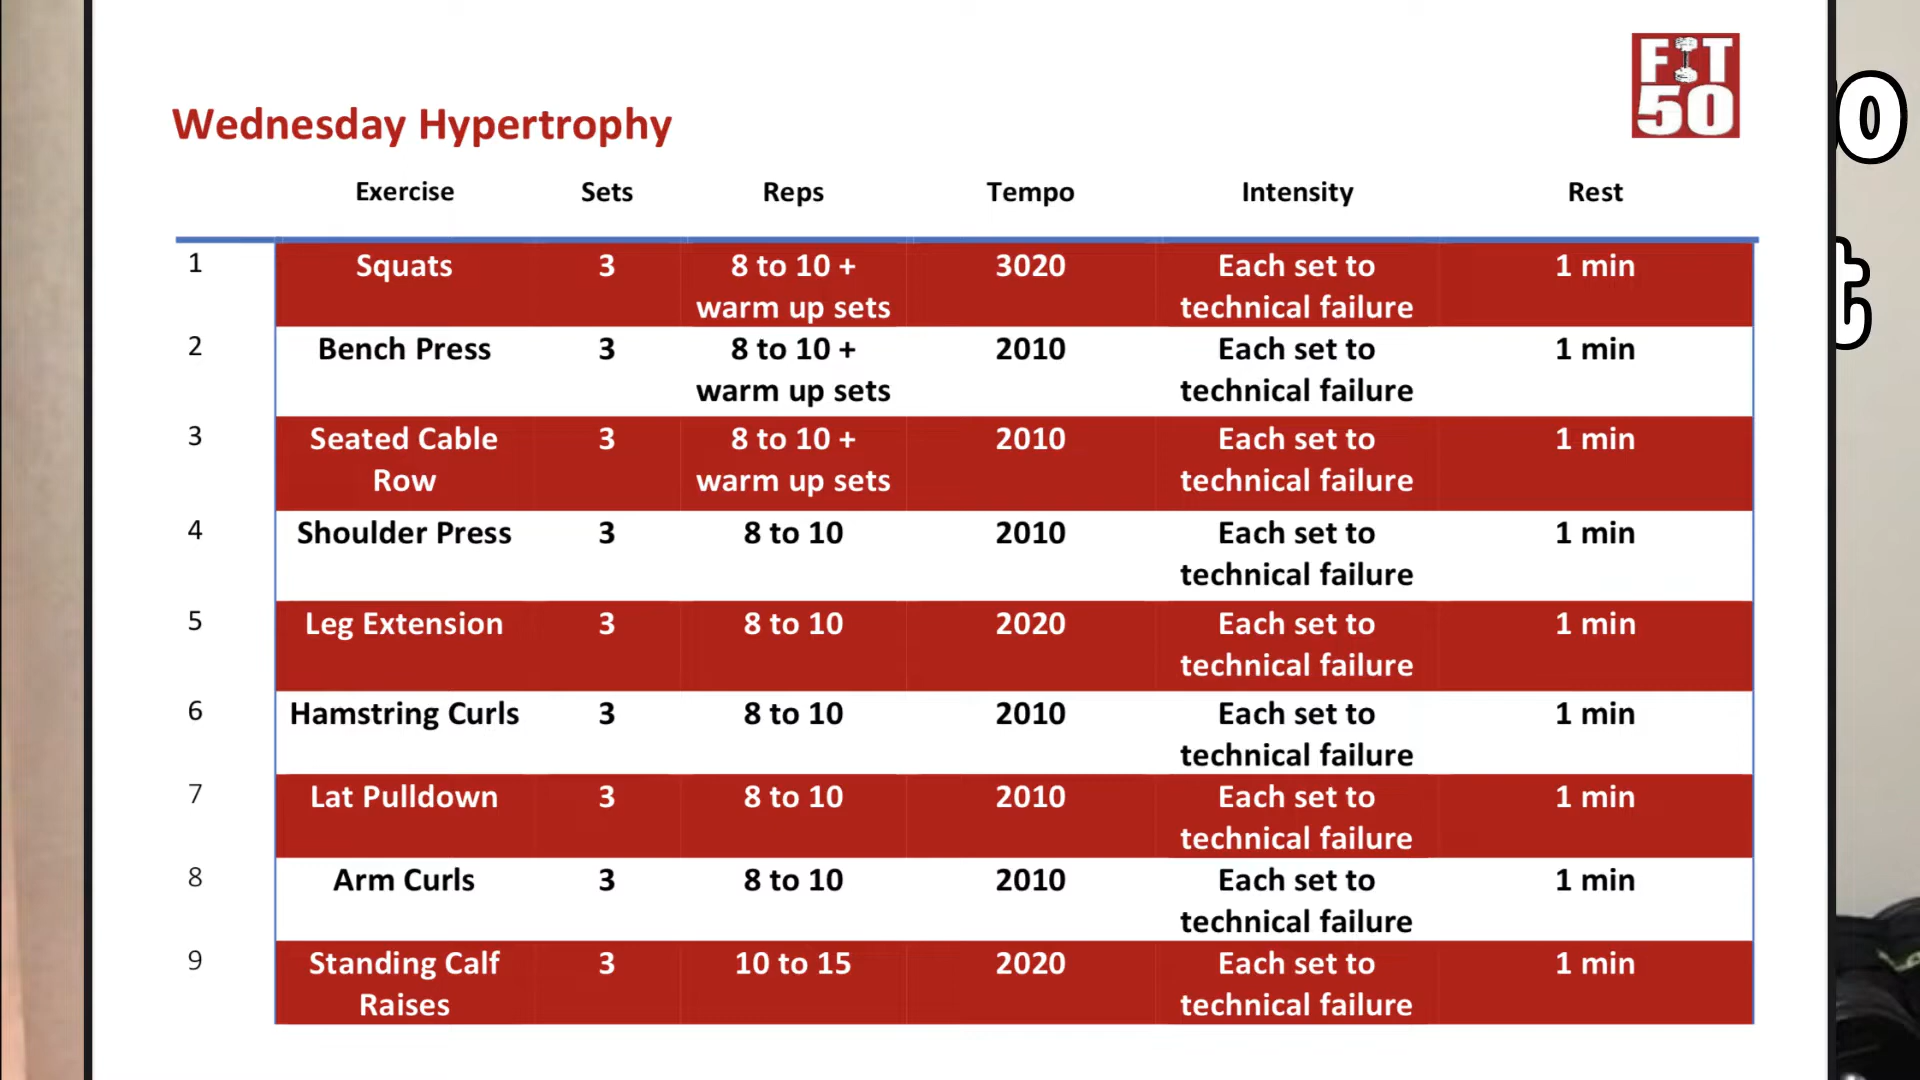 FIT
50
Wednesday Hypertrophy
Exercise Sets Reps Tempo Intensity Rest
1 Squats 3 8 to 10 + 3020 Each set to 1 min
warm up sets technical failure
2 Bench Press 3 8 to 10 + 2010 Each set to 1 min
warm up sets technical failure
3 Seated Cable 3 8 to 10 + 2010 Each set to 1 min
Row warm up sets technical failure
4 Shoulder Press 3 8 to 10 2010 Each set to 1 min
technical failure
5 Leg Extension 3 8 to 10 2020 Each set to 1 min
technical failure
6 Hamstring Curls 3 8 to 10 2010 Each set to 1 min
technical failure
7 Lat Pulldown 3 8 to 10 2010 Each set to 1 min
technical failure
8 Arm Curls 3 8 to 10 2010 Each set to 1 min
technical failure
9 Standing Calf 3 10 to 15 2020 Each set to 1 min
Raises technical failure